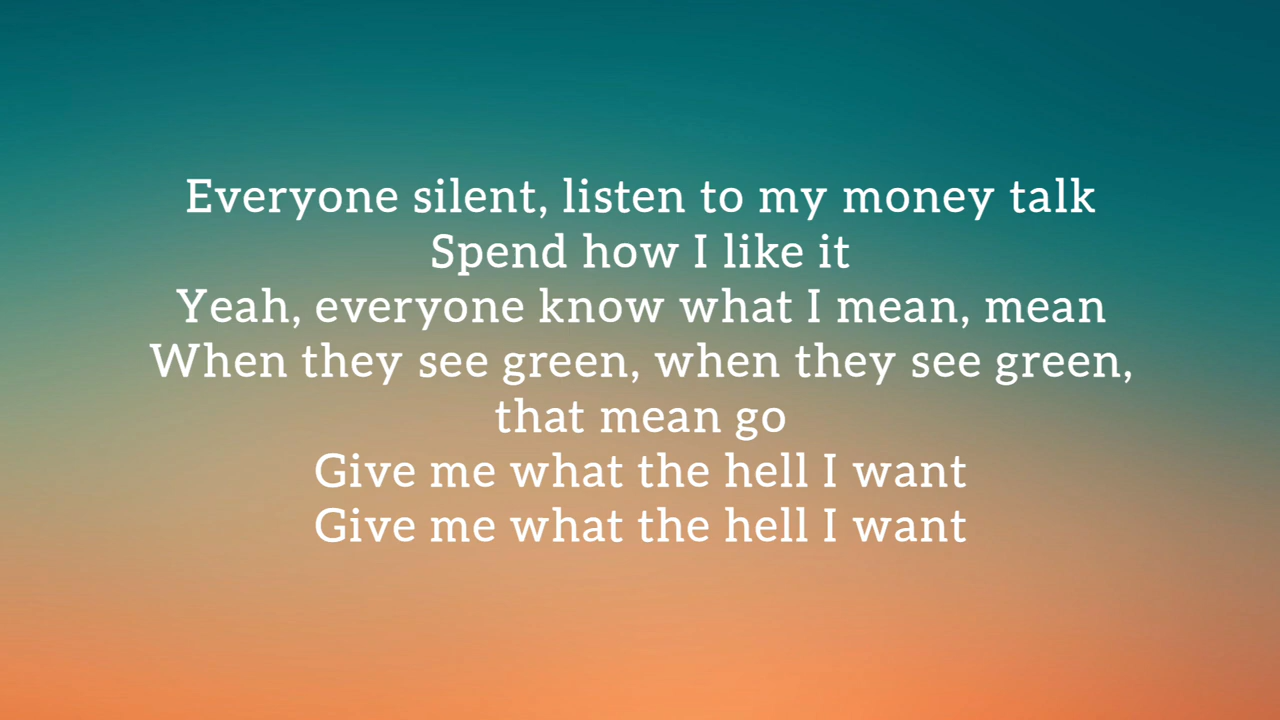 Everyone silent, listen to my money talk
Spend how I like it
Yeah, everyone know what I mean, mean
When they see green, when they see green,
that mean go
Give me what the hell I want
Give me what the hell I want